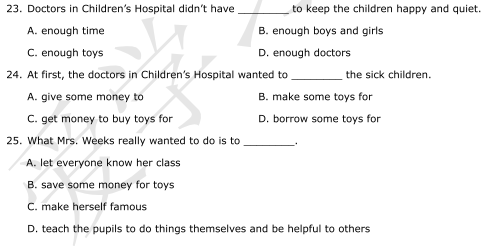 23. Doctors in Children's Hospital didn't have ________ to keep the children happy and quiet.
A. enough time B. enough boys and girls
C. enough toys D. enough doctors
24. At first, the doctors in Children's Hospital wanted to ________ the sick children.
A. give some money to B. make some toys for
C. get money to buy toys for D. borrow some toys for
25. What Mrs. Weeks really wanted to do is to ________.
A. let everyone know her class
B. save some money for toys
C. make herself famous
D. teach the pupils to do things themselves and be helpful to others